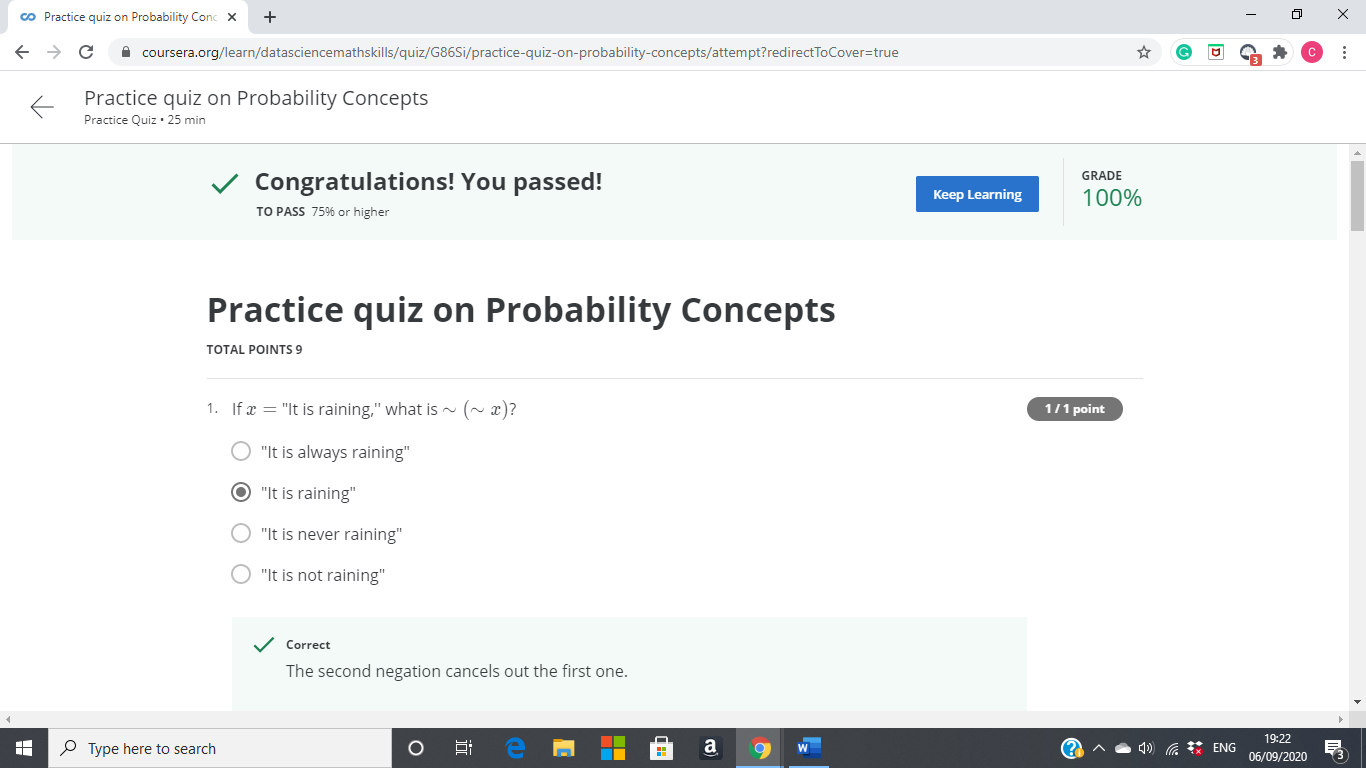 Practice quiz on Probability Conc
coursera.org/learn/datasciencemathskills/quiz/G86Si/practice-quiz-on-probability-concepts/attempt?redirectToCover=true
3
C
Practice quiz on Probability Concepts
Practice Quiz • 25 min
Congratulations! You passed!
TO PASS 75% or higher
Keep Learning
GRADE
100%
Practice quiz on Probability Concepts
TOTAL POINTS 9
1. If x = "It is raining," what is ∼ (∼ x)?
1 / 1 point
"It is always raining"
"It is raining"
"It is never raining"
"It is not raining"
Correct
The second negation cancels out the first one.
Type here to search
ENG
19:22
06/09/2020
3